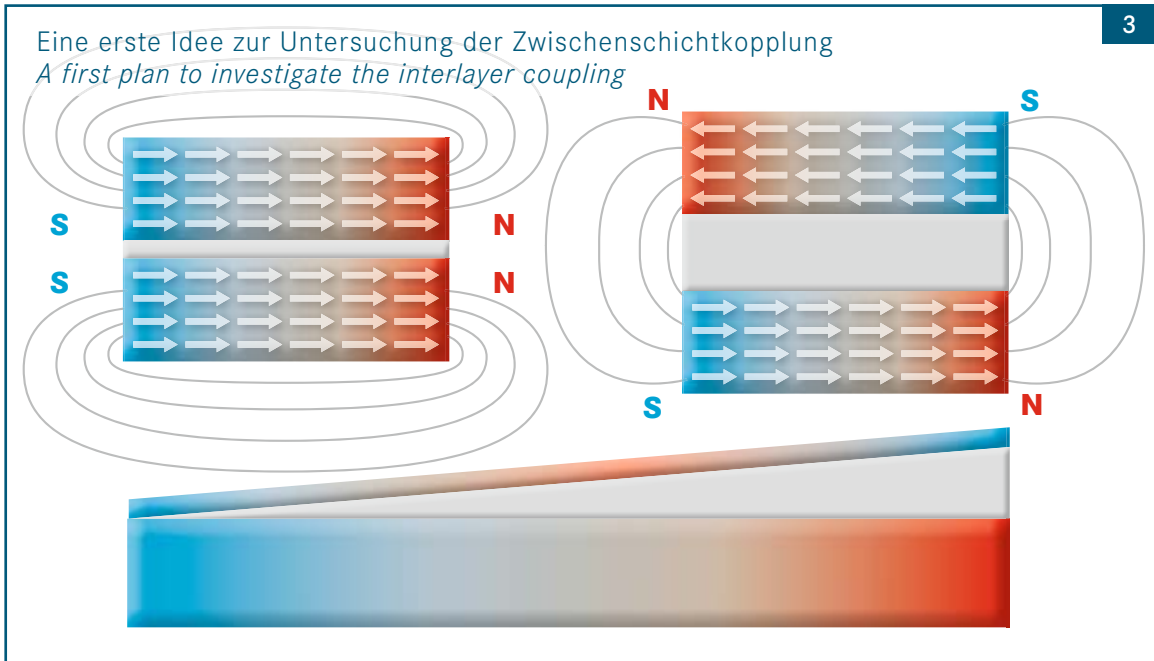 3
Eine erste Idee zur Untersuchung der Zwischenschichtkopplung
A first plan to investigate the interlayer coupling
N
S
S
N
S
N
S
N